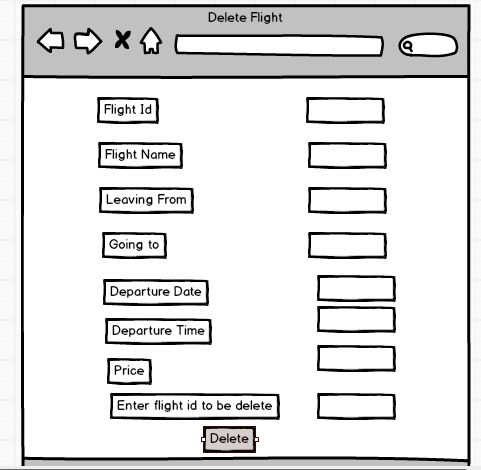 Delete Flight
Flight Id
Flight Name
Leaving From
Going to
Departure Date
Departure Time
Price
Enter flight id to be delete
Delete